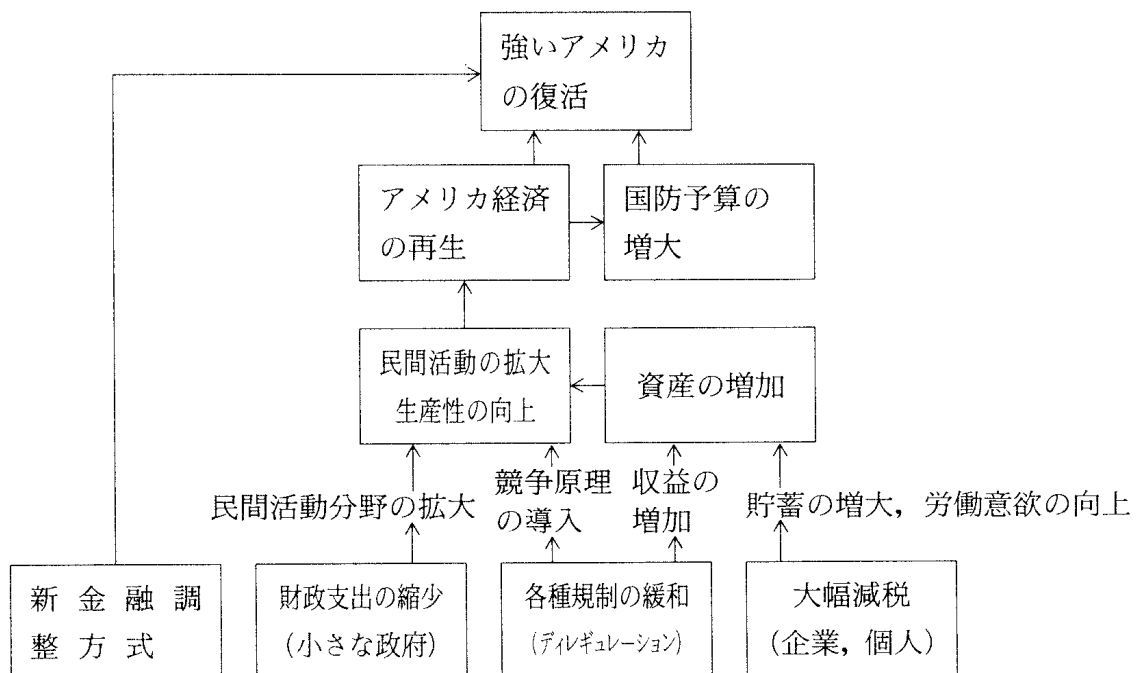 強いアメリカ
の復活
アメリカ経済
の再生
国防予算の
増大
民間活動の拡大
生産性の向上
資産の増加
民間活動分野の拡大
競争原理
の導入
収益の
増加
貯蓄の増大，労働意欲の向上
新金融調
整方式
財政支出の縮少
(小さな政府)
各種規制の緩和
(ディレギュレーション)
大幅減税
(企業，個人)